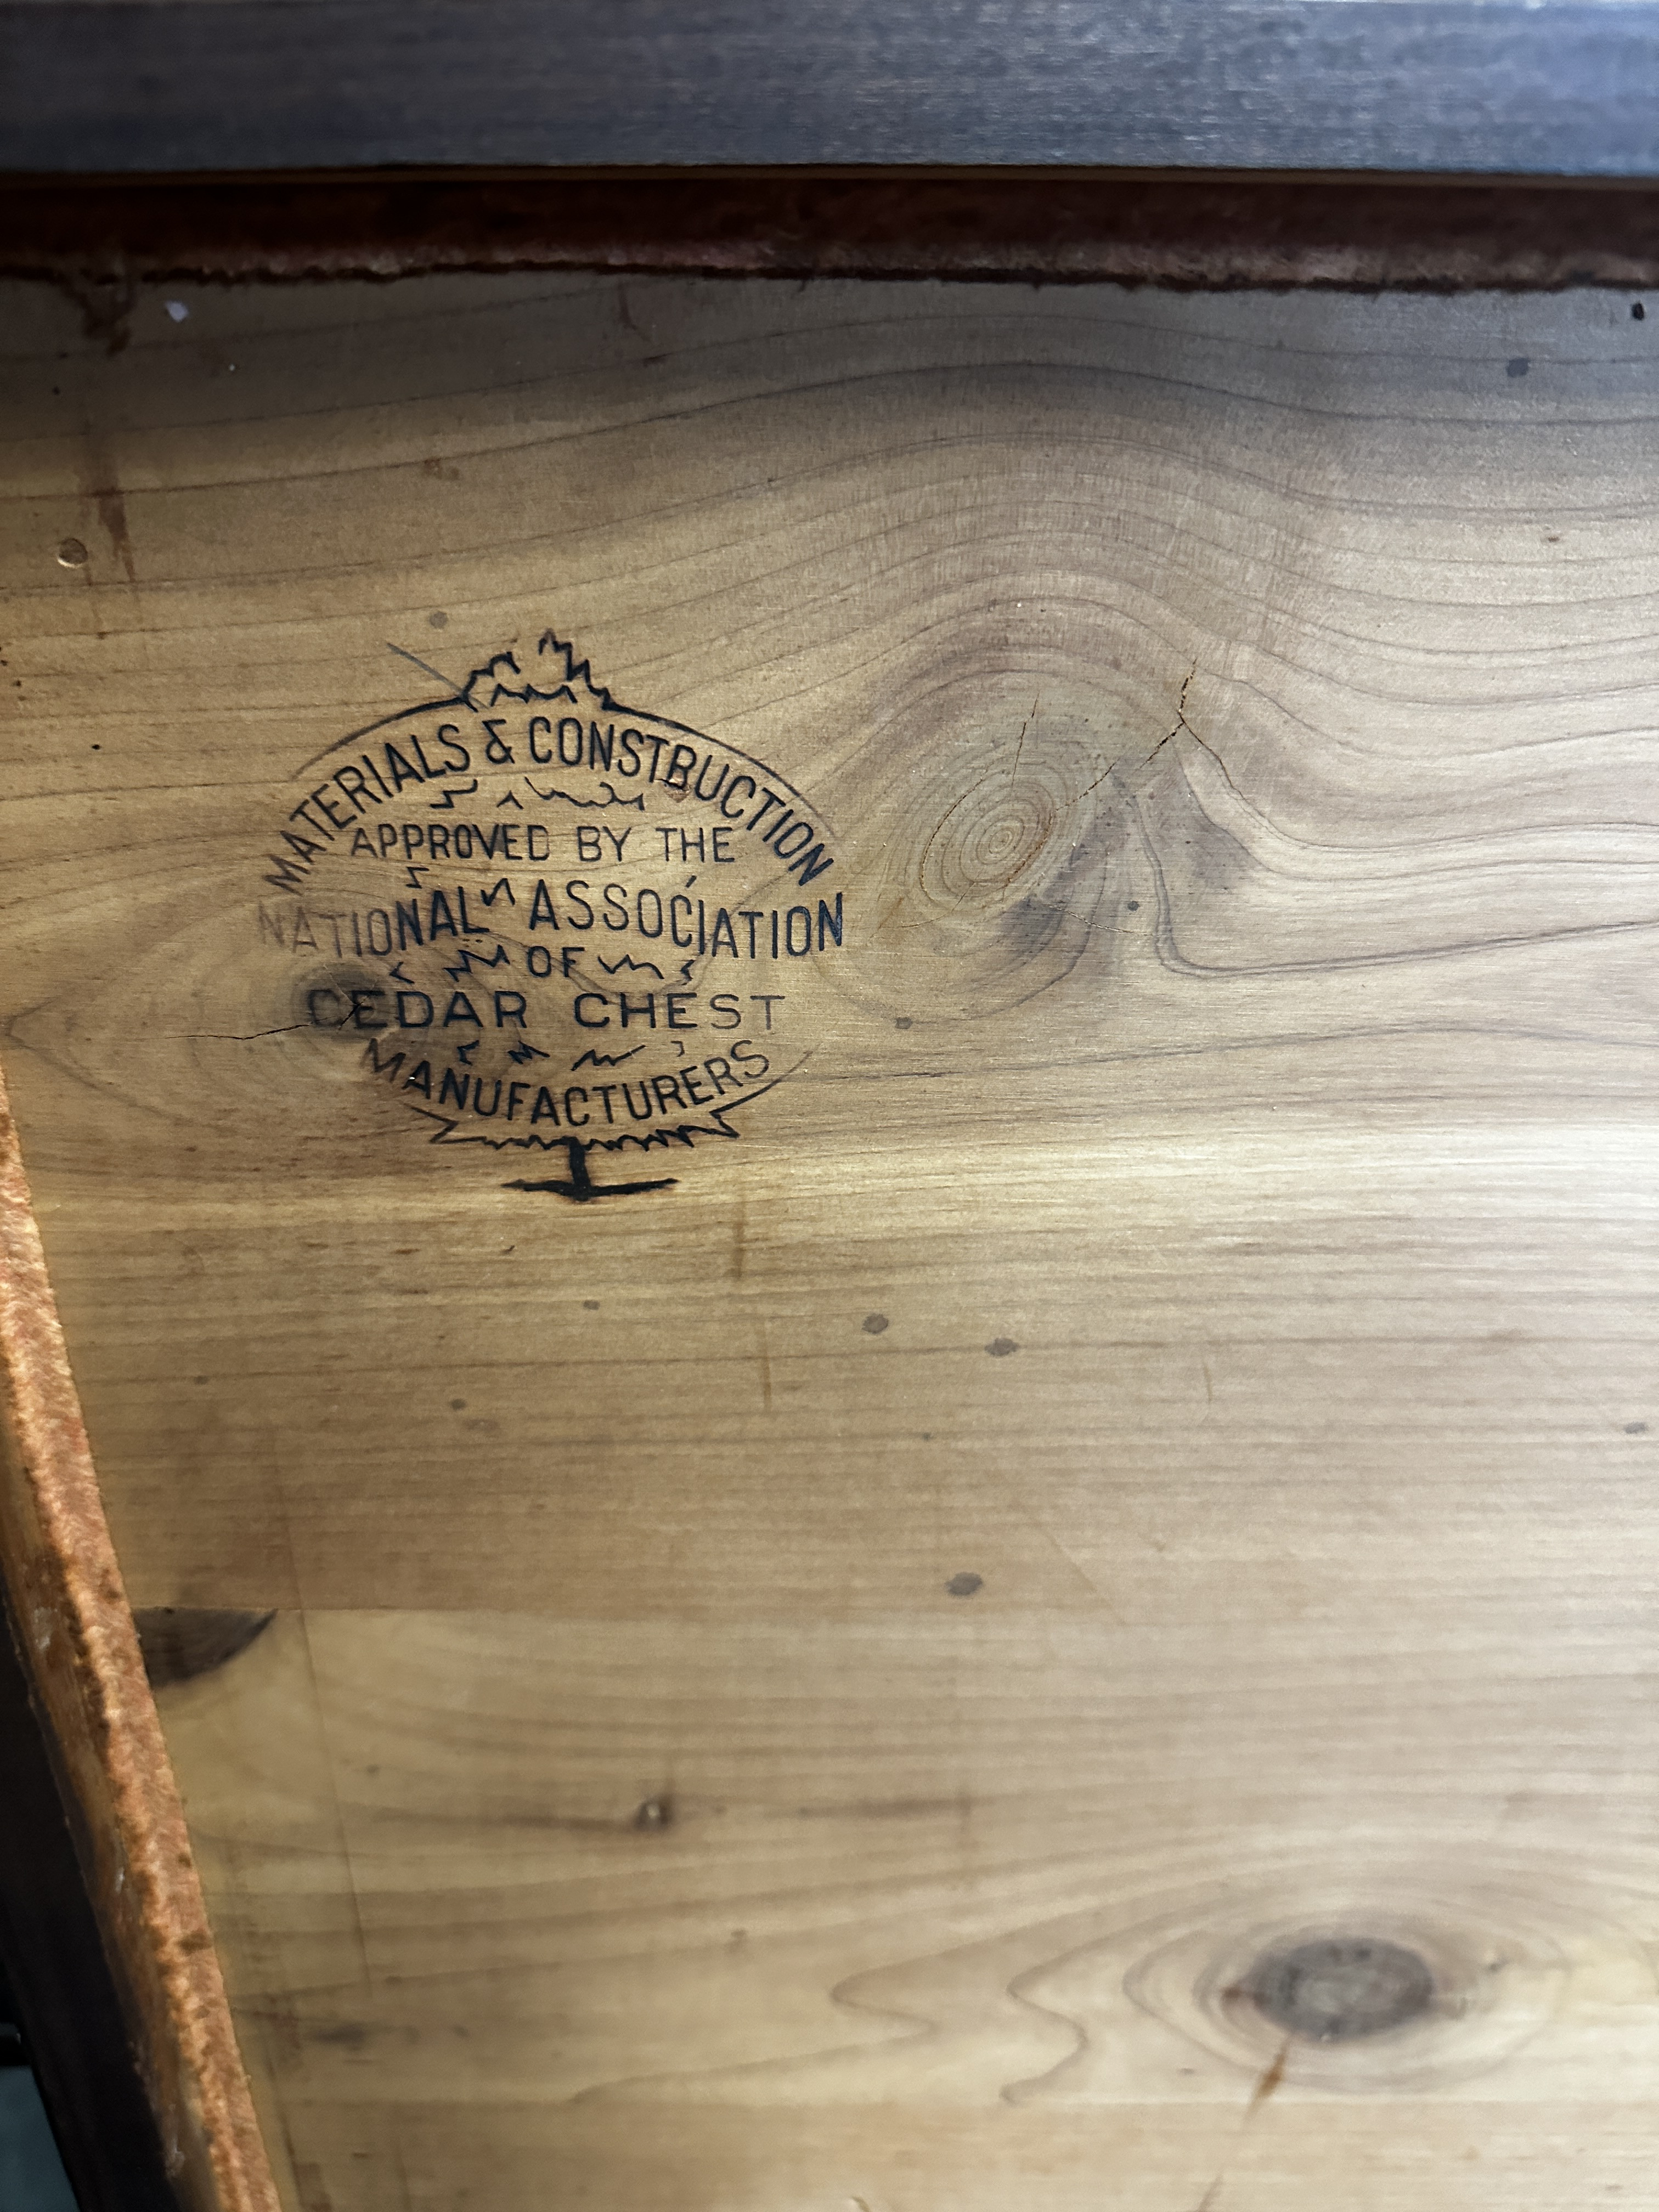 MATERIALS & CONSTRUCTION
APPROVED BY THE
NATIONAL ASSOCIATION
OF
CEDAR CHEST
MANUFACTURERS